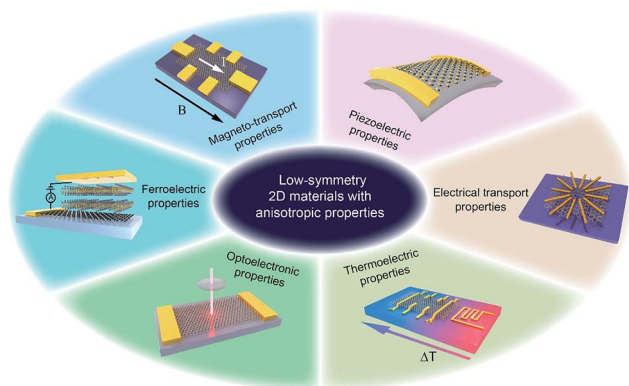 I
B
Magneto-transport
properties
Piezoelectric
properties
Ferroelectric
properties
A
Low-symmetry
2D materials with
anisotropic properties
Electrical transport
properties
Optoelectronic
properties
Thermoelectric
properties
ΔT